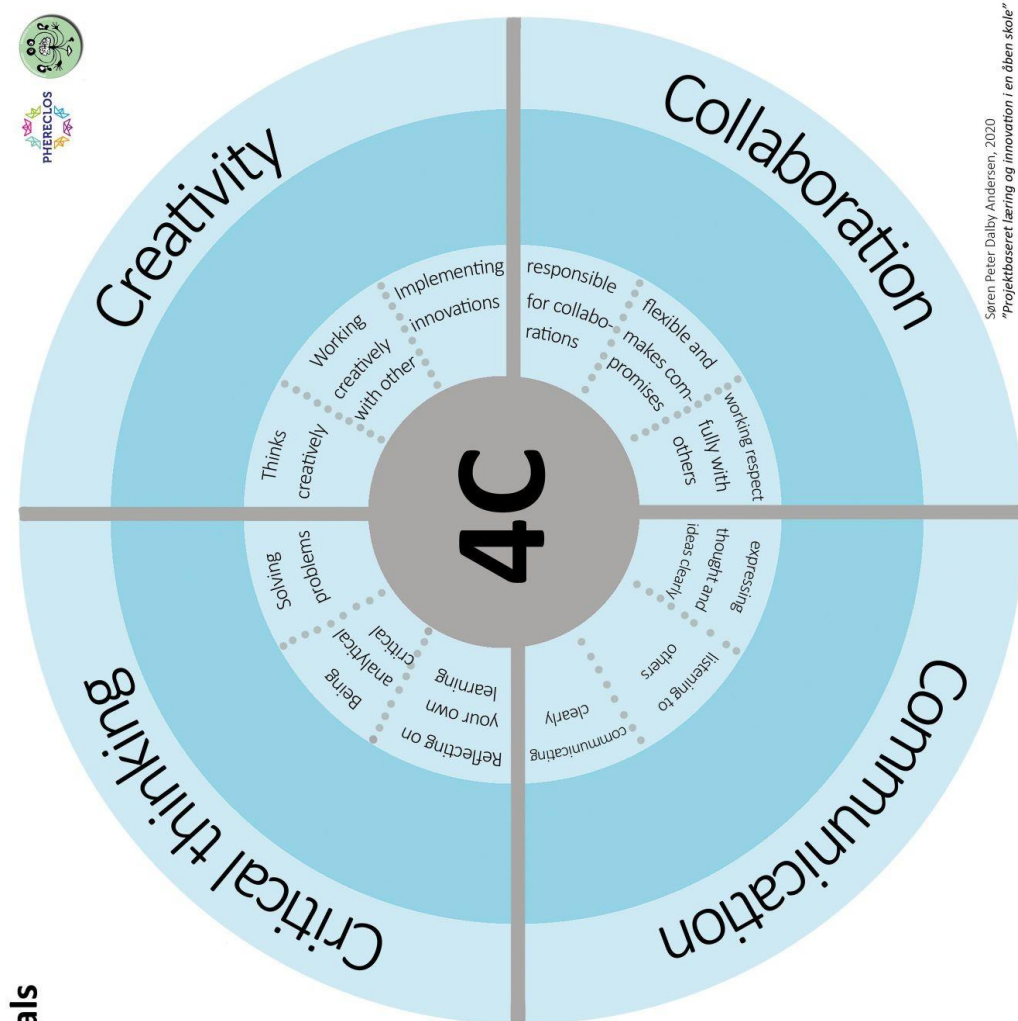 PHERECLOS
Creativity
Thinks
creatively
Working
creatively
with other
Implementing
innovations
Collaboration
responsible
for collabo-
rations
flexible and
makes com-
promises
working respect
fully with
others
Communication
expressing
thought and
ideas clearly
listening to
others
communicating
clearly
Critical thinking
Reflecting on
your own
learning
Being
analytical
critical
Solving
problems
4C
als
Søren Peter Dalby Andersen, 2020
"Projektbaseret læring og innovation i en åben skole"